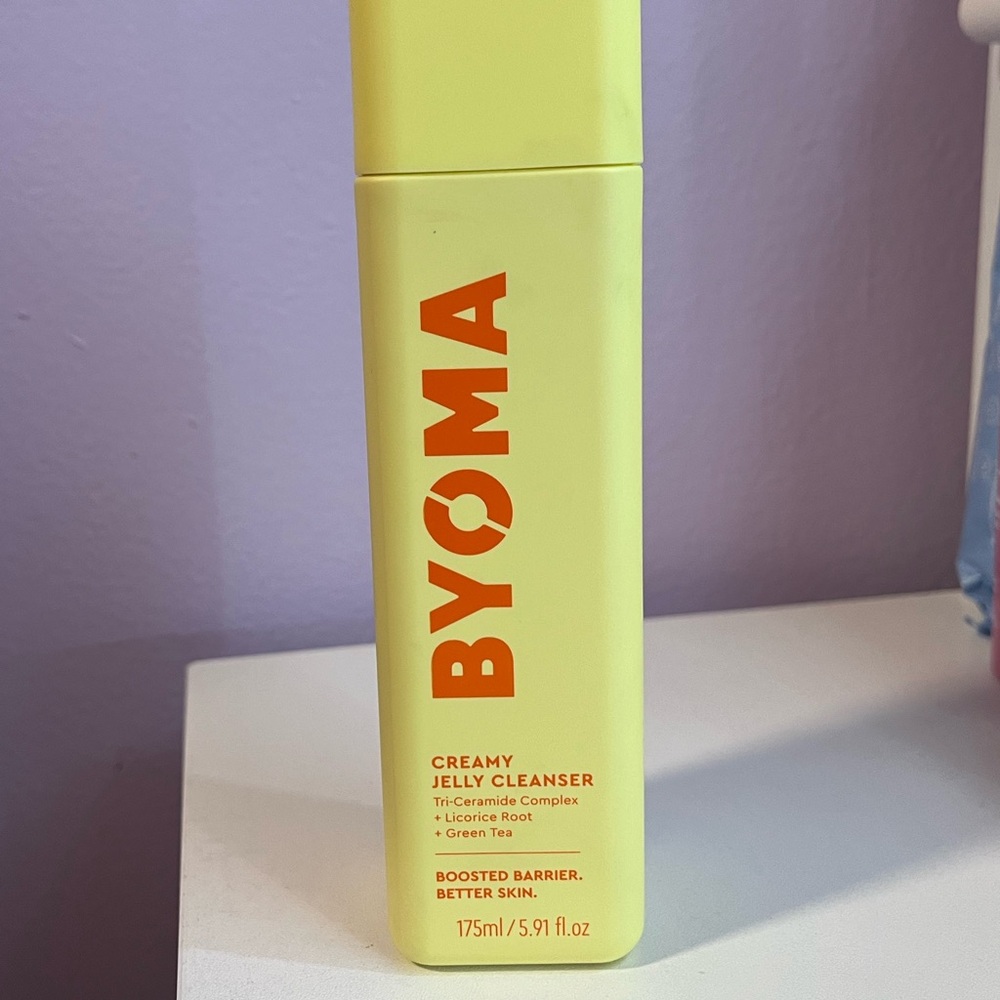 BYOMA
CREAMY
JELLY CLEANSER
Tri-Ceramide Complex
+ Licorice Root
+ Green Tea
BOOSTED BARRIER.
BETTER SKIN.
175ml / 5.91 fl.oz